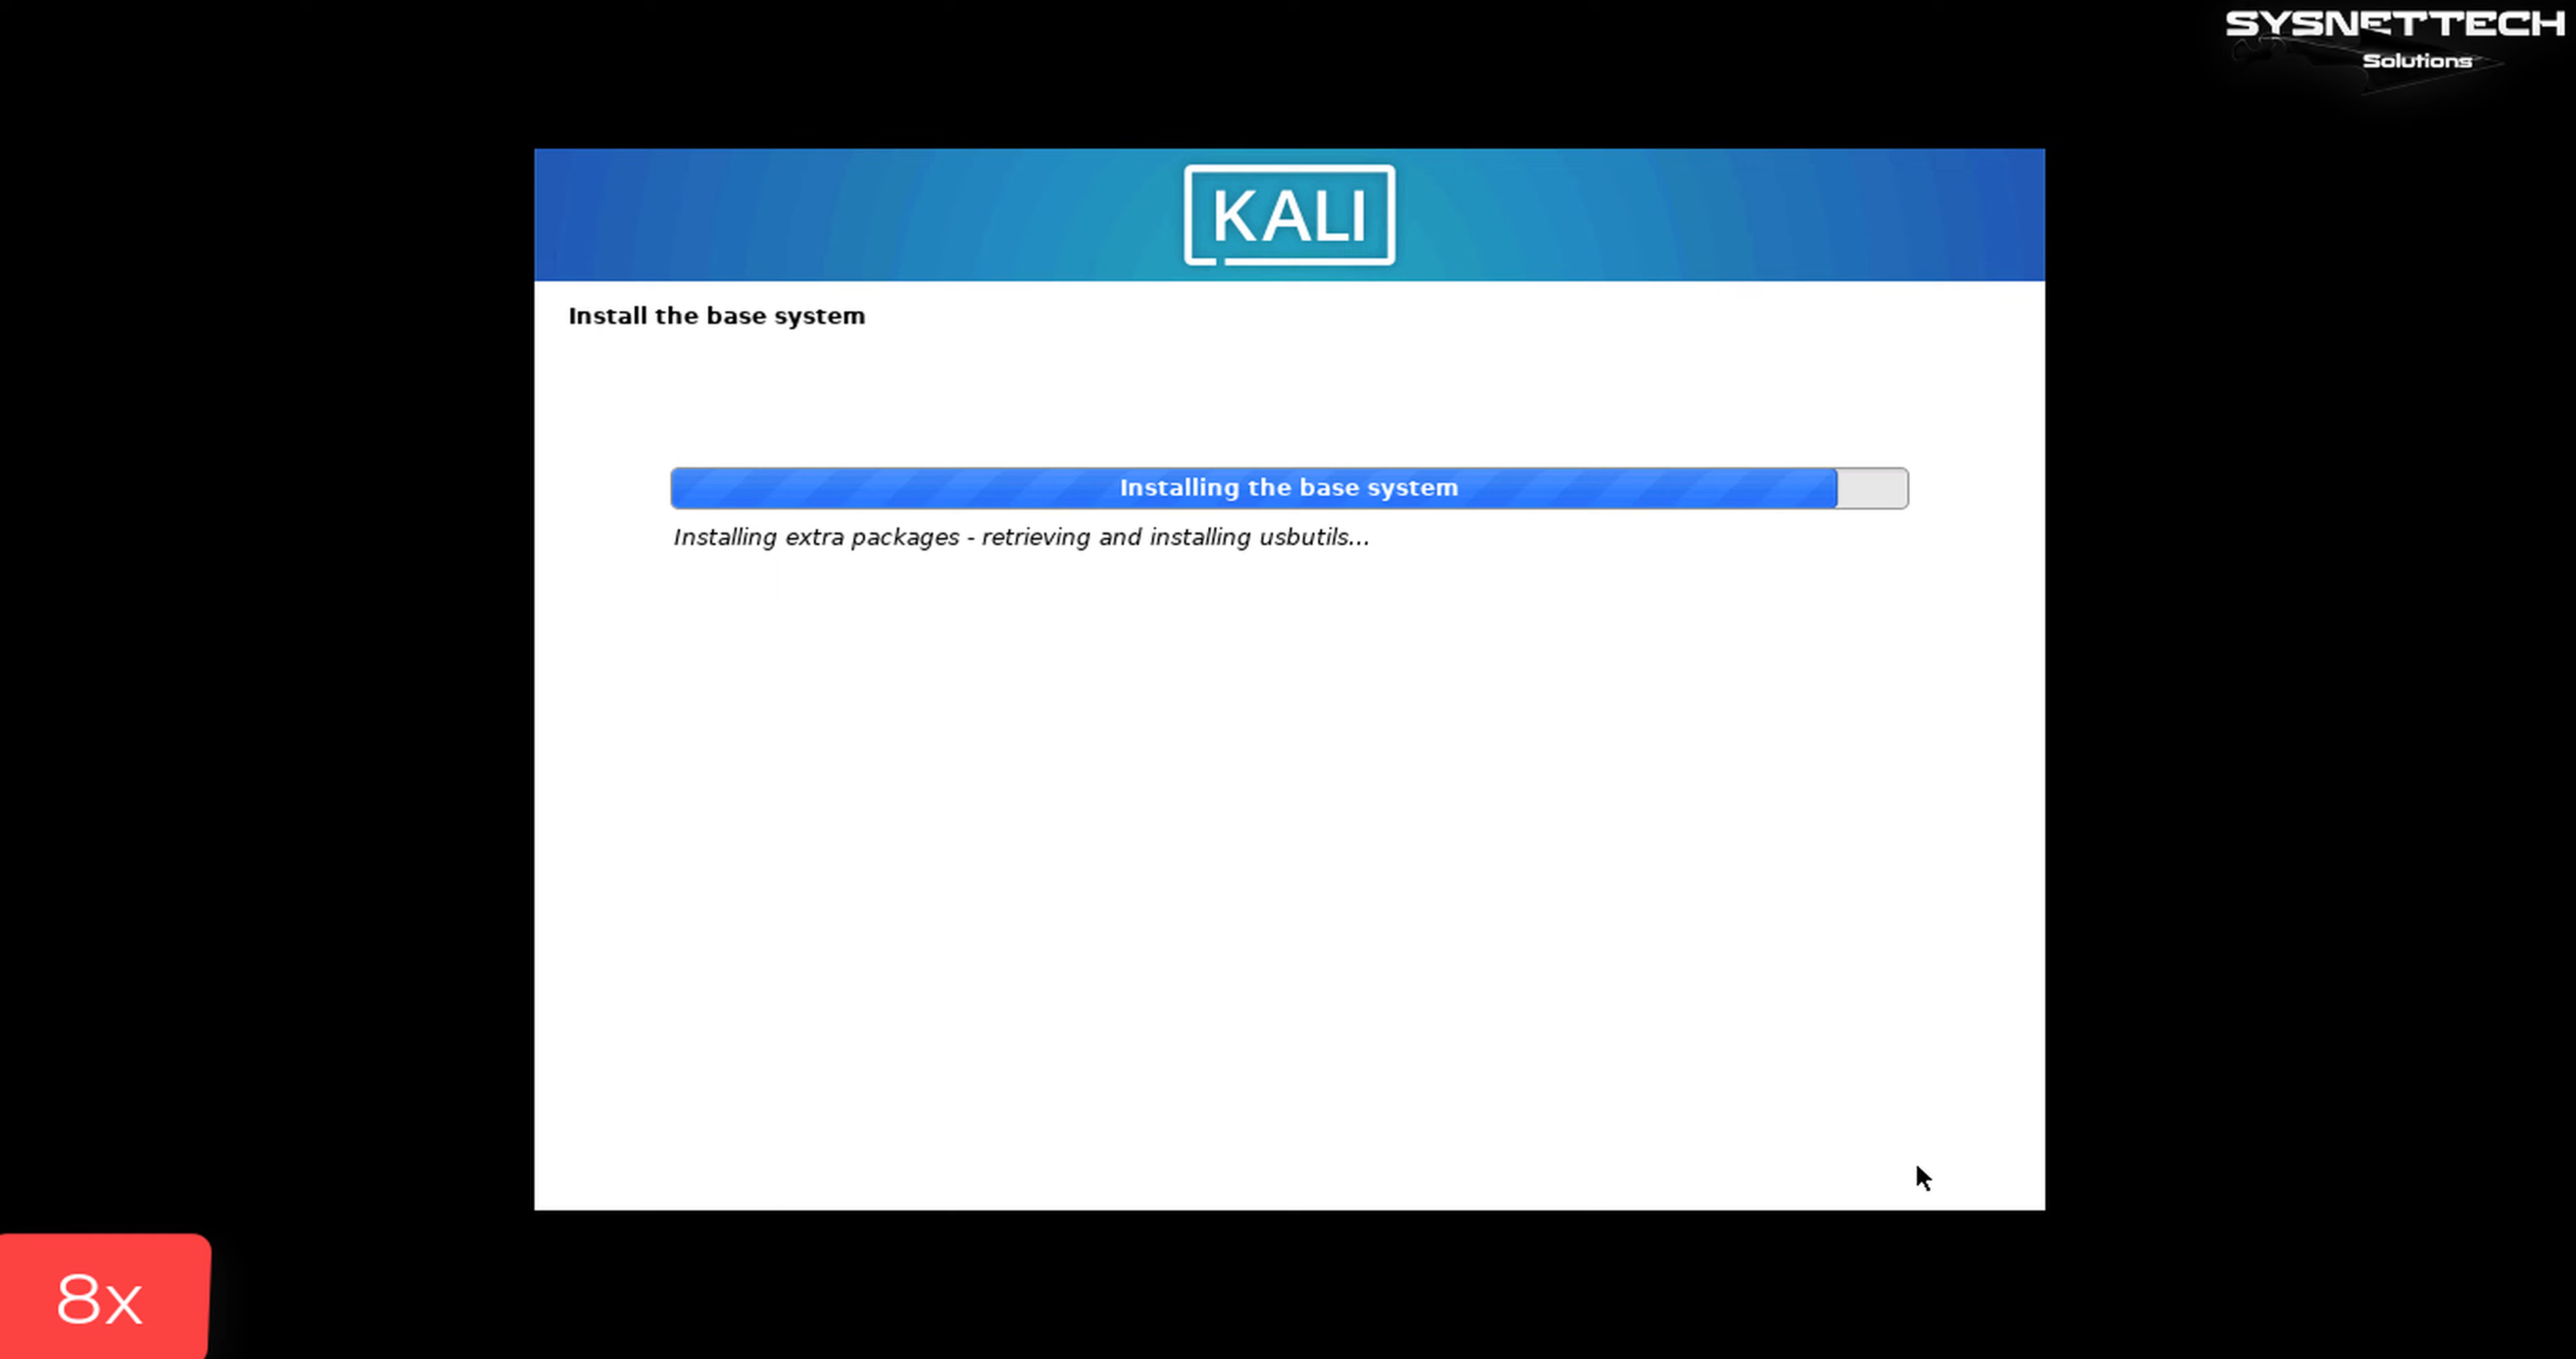 SYSNETTECH
Solutions
KALI
Install the base system
Installing the base system
Installing extra packages - retrieving and installing usbutils...
8x